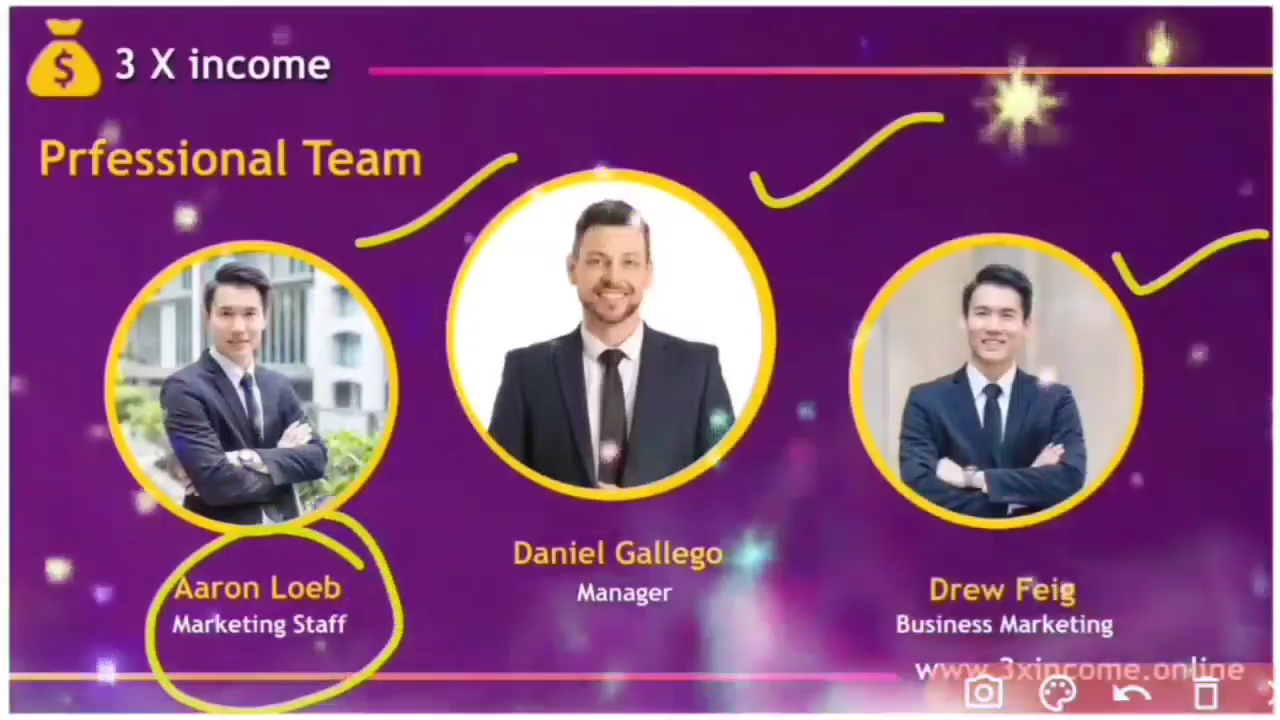 $
3 X income
Prfessional Team
Aaron Loeb
Marketing Staff
Daniel Gallego
Manager
Drew Feig
Business Marketing
www.3xincome.online